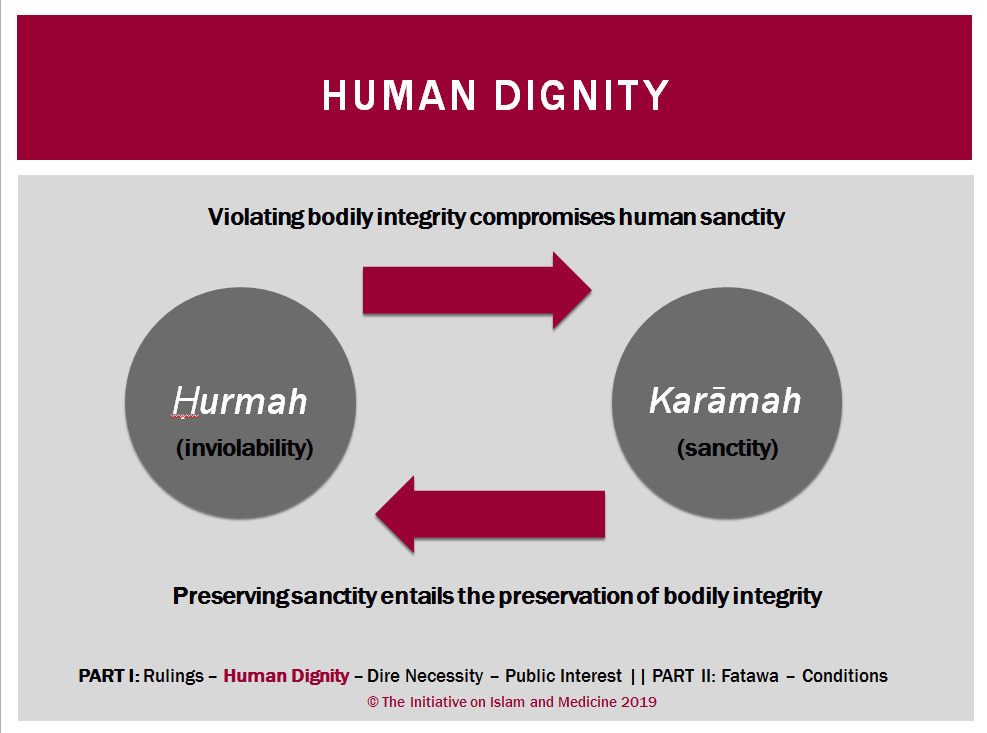 HUMAN DIGNITY
Violating bodily integrity compromises human sanctity
Ḥurmah
(inviolability)
Karāmah
(sanctity)
Preserving sanctity entails the preservation of bodily integrity
PART I: Rulings – Human Dignity – Dire Necessity – Public Interest || PART II: Fatawa – Conditions
© The Initiative on Islam and Medicine 2019